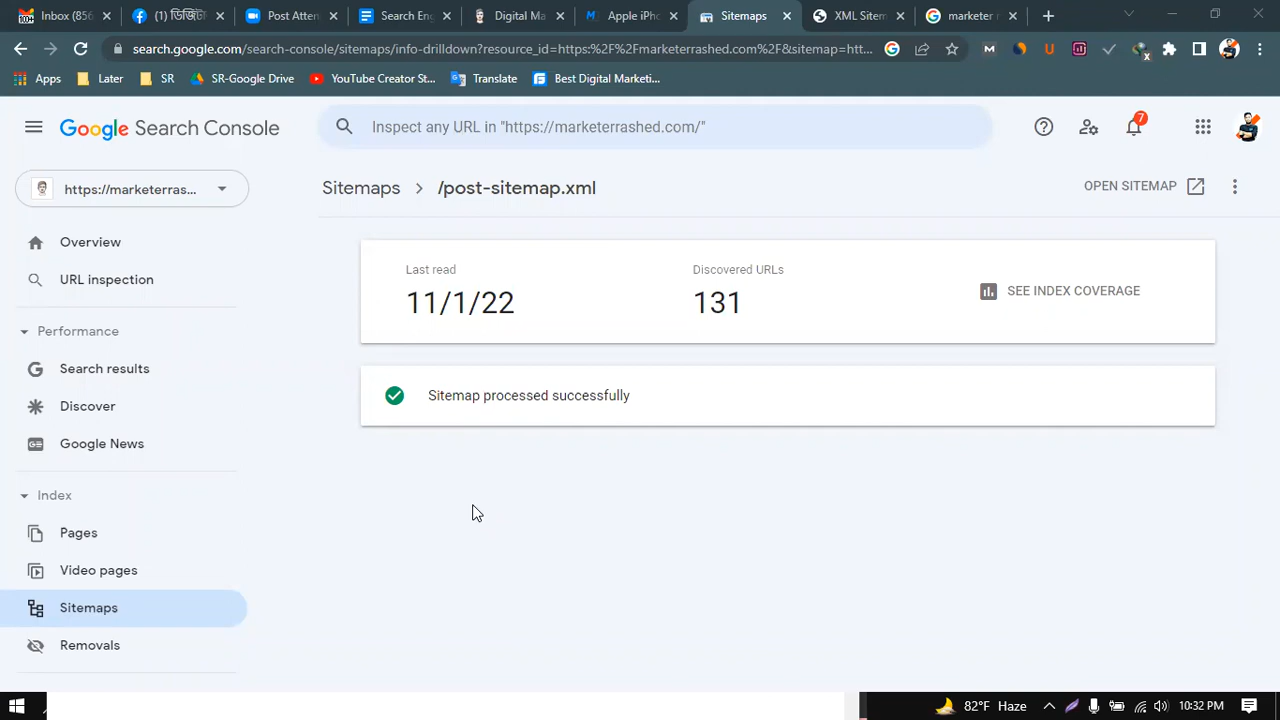 Inbox (856
(1) ডিজিটা
Post Atten
Search Eng
Digital Ma
Apple iPho
Sitemaps
XML Sitem
marketer r
search.google.com/search-console/sitemaps/info-drilldown?resource_id=https:%2F%2Fmarketerrashed.com%2F&sitemap=htt...
Apps
Later
SR
SR-Google Drive
YouTube Creator St...
Translate
Best Digital Marketi...
Google Search Console
Inspect any URL in "https://marketerrashed.com/"
7
https://marketerras...
Sitemaps > /post-sitemap.xml
OPEN SITEMAP
Overview
URL inspection
Performance
Search results
Discover
Google News
Index
Pages
Video pages
Sitemaps
Removals
Last read
11/1/22
Discovered URLs
131
SEE INDEX COVERAGE
Sitemap processed successfully
82°F Haze
10:32 PM